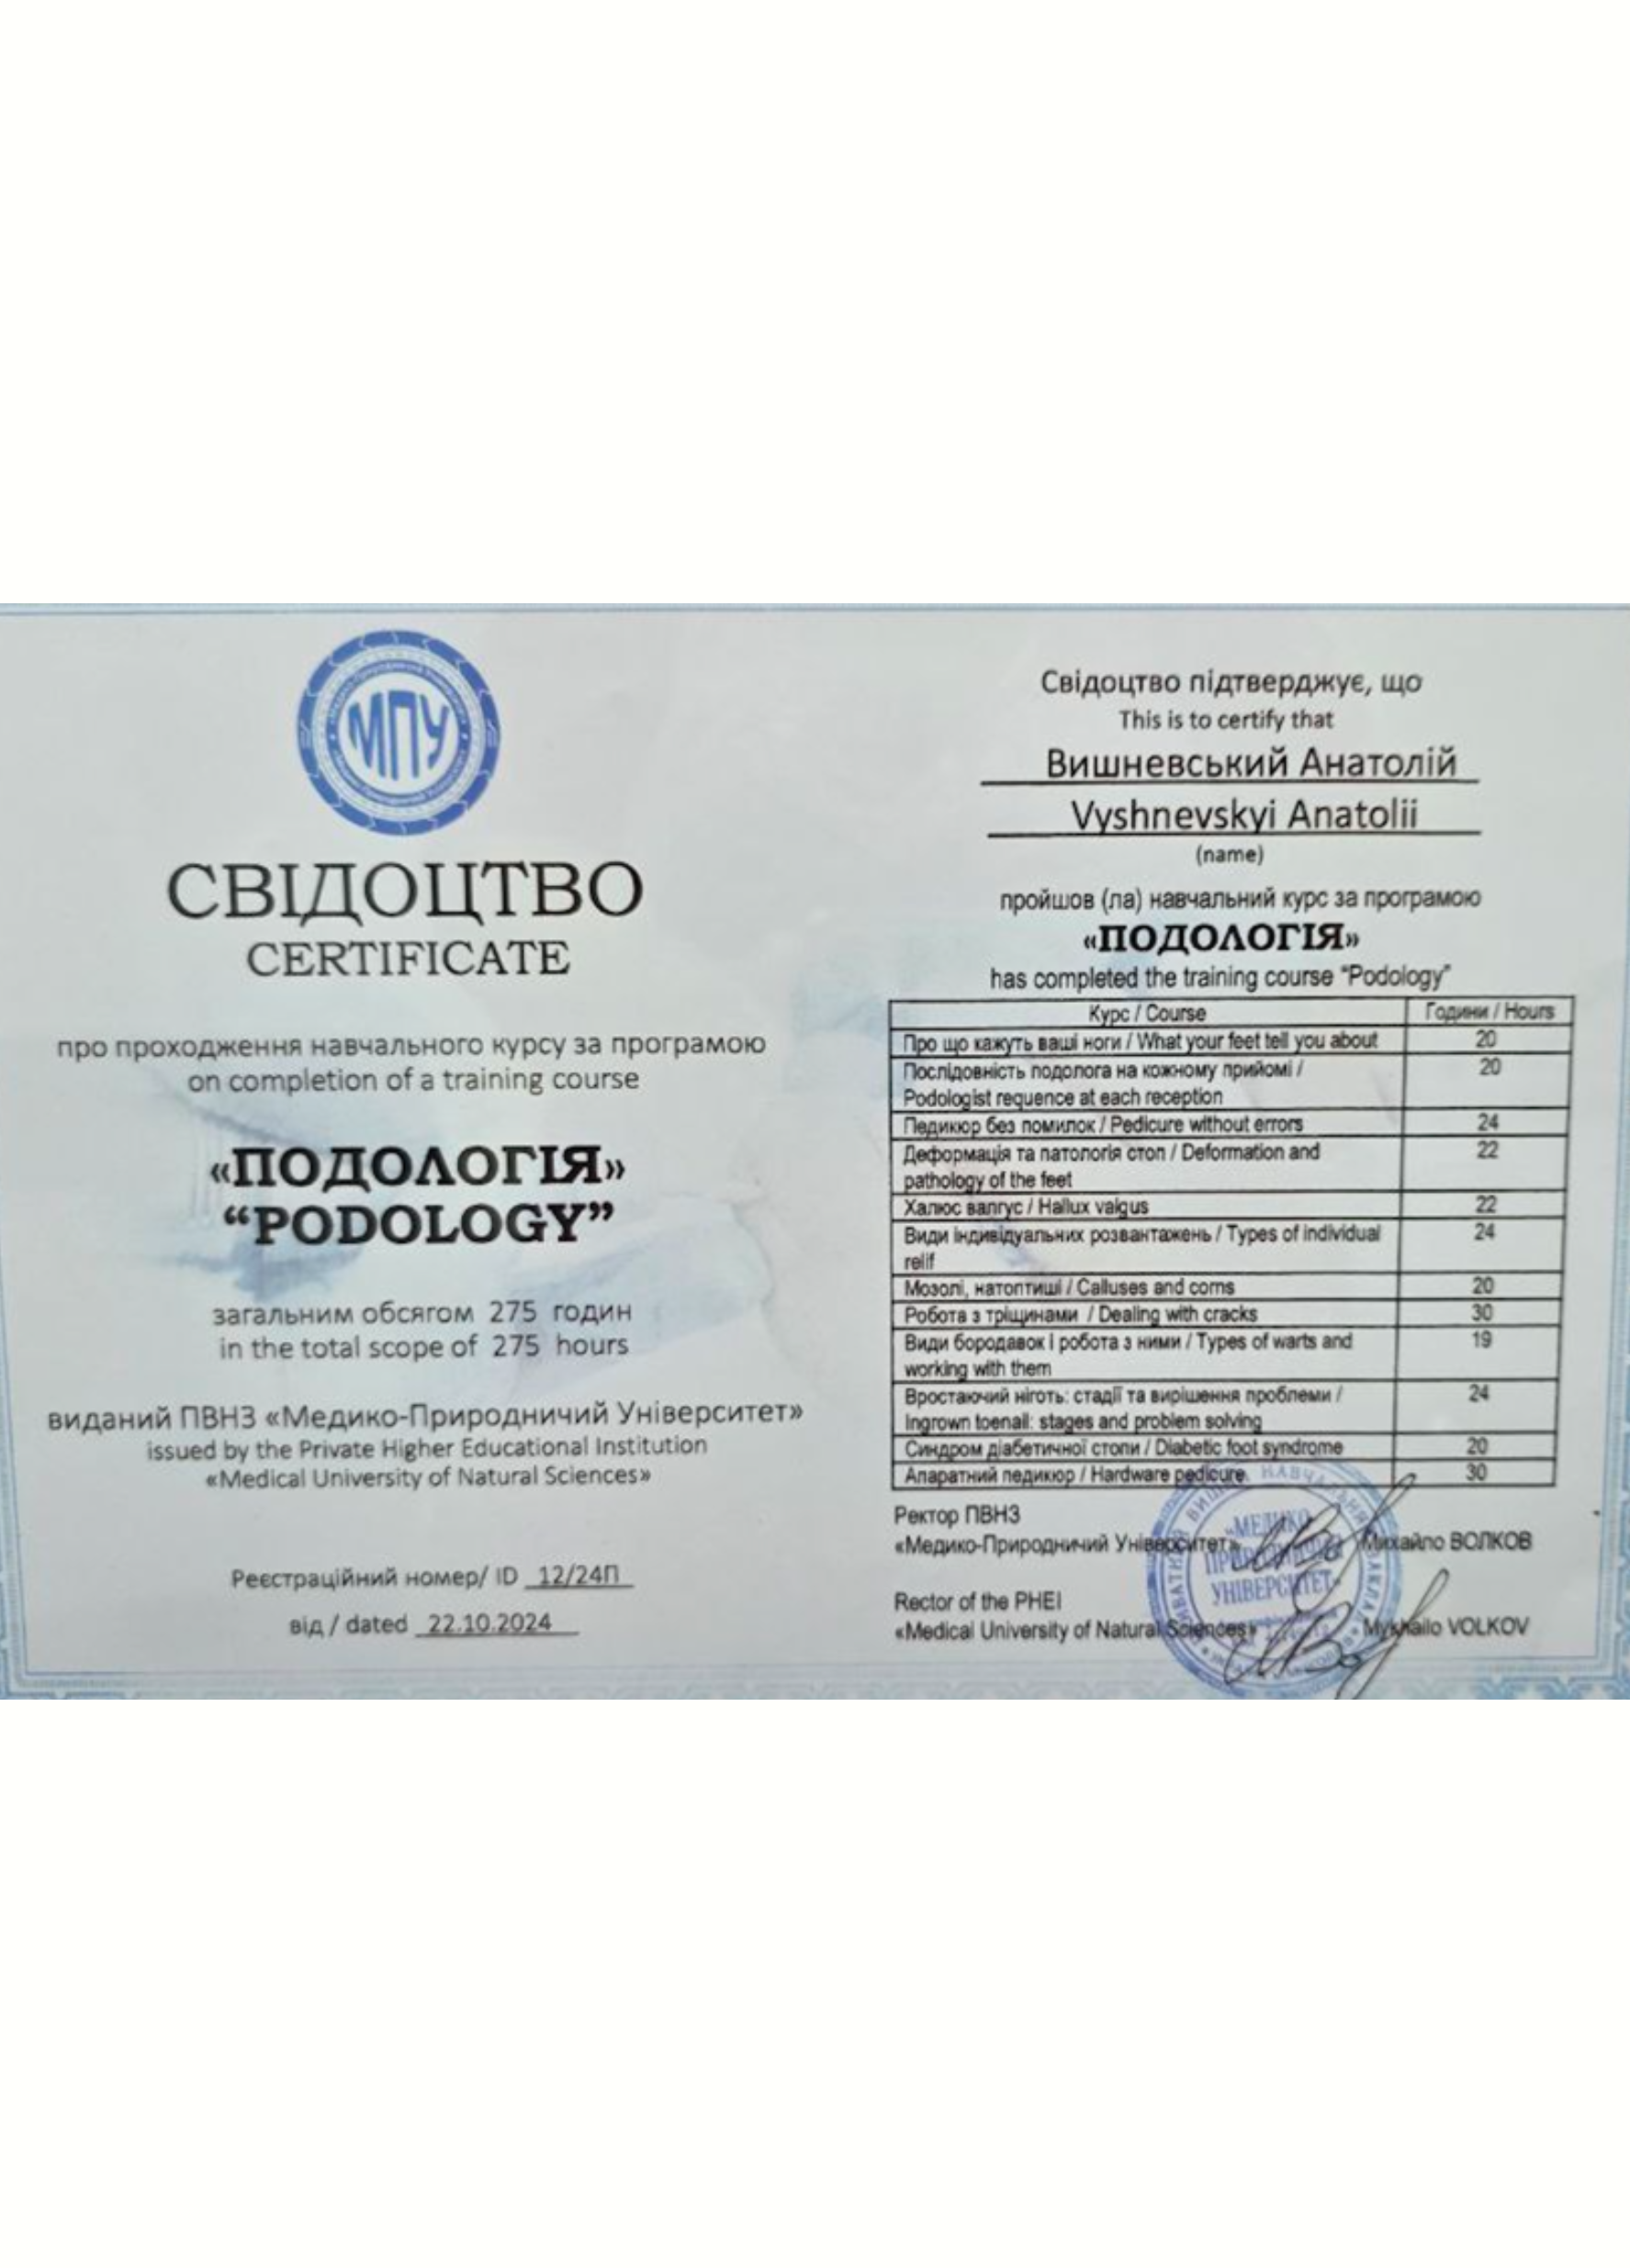 МПУ
СВІДОЦТВО
CERTIFICATE
про проходження навчального курсу за програмою
on completion of a training course
«ПОДОЛОГІЯ»
“PODOLOGY”
загальним обсягом 275 годин
in the total scope of 275 hours
виданий ПВНЗ «Медико-Природничий Університет»
issued by the Private Higher Educational Institution
«Medical University of Natural Sciences»
Реєстраційний номер/ ID 12/24П
від / dated 22.10.2024
Свідоцтво підтверджує, що
This is to certify that
Вишневський Анатолій
Vyshnevskyi Anatolii
(name)
пройшов (ла) навчальний курс за програмою
«ПОДОЛОГІЯ»
has completed the training course “Podology”
Курс / Course Години / Hours
Про що кажуть ваші ноги / What your feet tell you about 20
Послідовність подолога на кожному прийомі / 20
Podologist requence at each reception
Педикюр без помилок / Pedicure without errors 24
Деформація та патологія стоп / Deformation and 22
pathology of the feet
Халюс валгус / Hallux valgus 22
Види індивідуальних розвантажень / Types of individual 24
relif
Мозолі, натоптиші / Calluses and corns 20
Робота з тріщинами / Dealing with cracks 30
Види бородавок і робота з ними / Types of warts and 19
working with them
Вростаючий ніготь: стадії та вирішення проблеми / 24
Ingrown toenail: stages and problem solving
Синдром діабетичної стопи / Diabetic foot syndrome 20
Апаратний педикюр / Hardware pedicure 30
Ректор ПВНЗ
«Медико-Природничий Університет» Михайло ВОЛКОВ
Rector of the PHEI
«Medical University of Natural Sciences» Mykhailo VOLKOV
«МЕДИКО
ПРИРОДНИЧИЙ
УНІВЕРСИТЕТ»